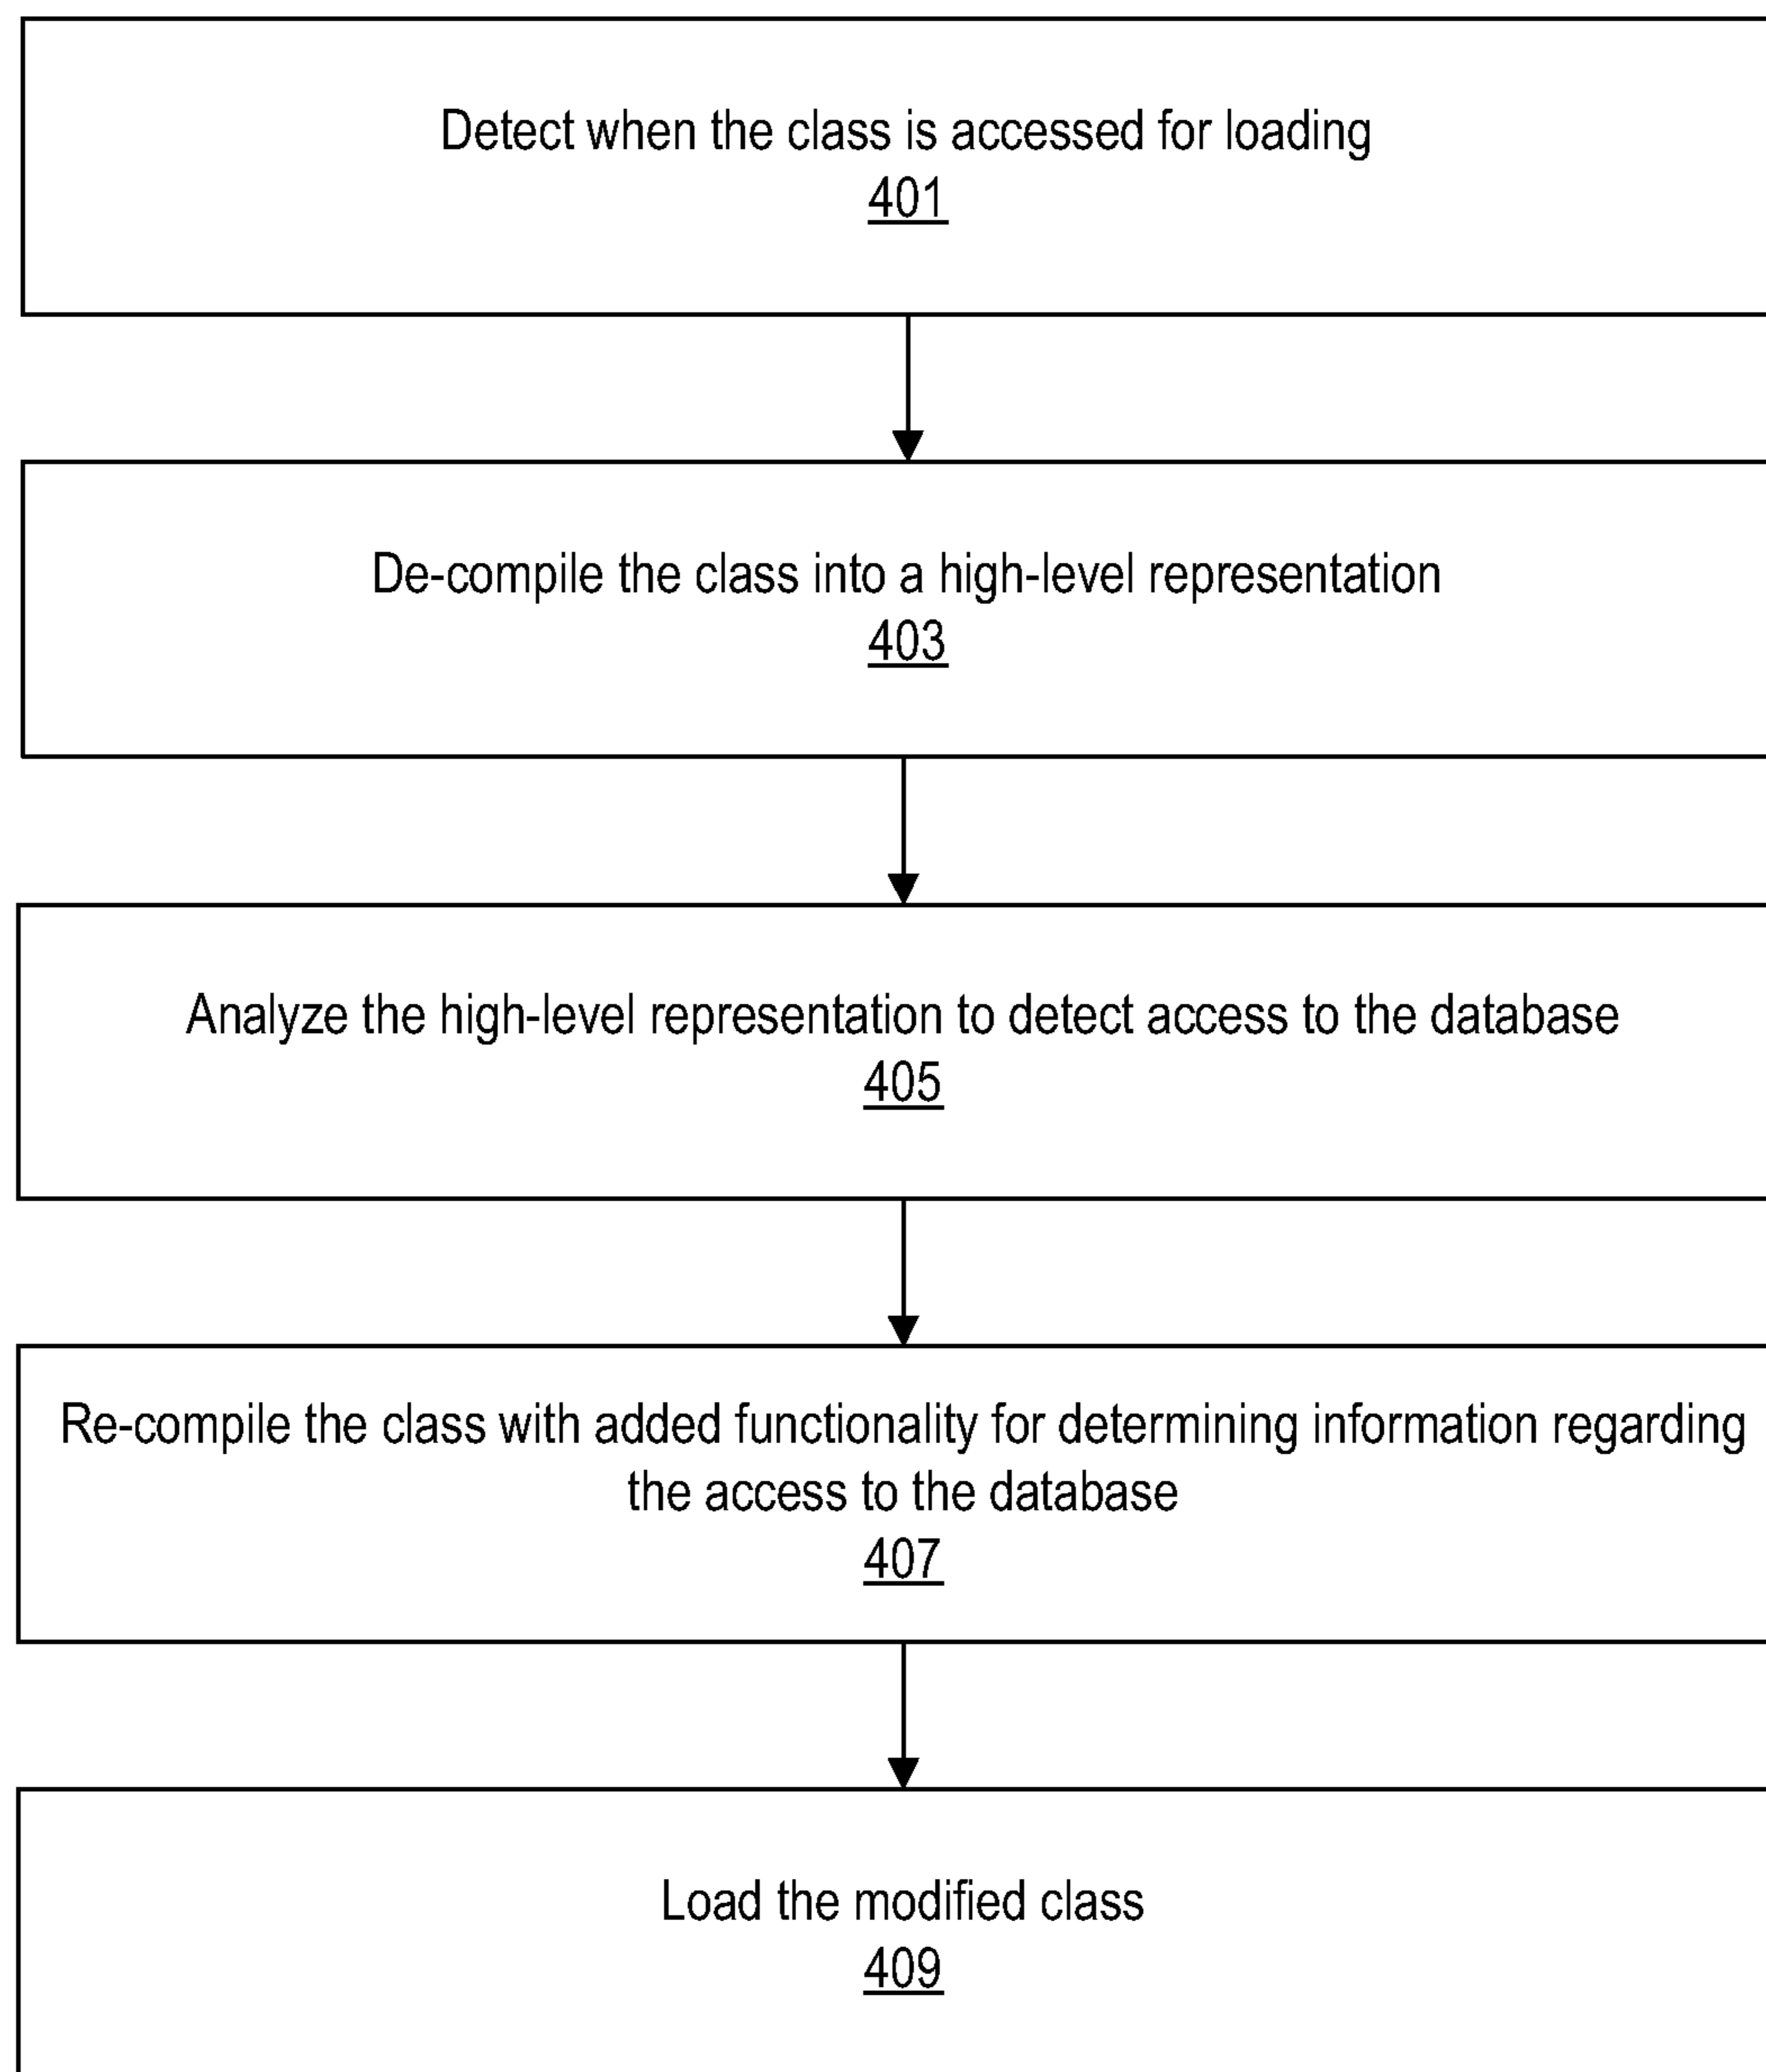 Detect when the class is accessed for loading
401
De-compile the class into a high-level representation
403
Analyze the high-level representation to detect access to the database
405
Re-compile the class with added functionality for determining information regarding
the access to the database
407
Load the modified class
409